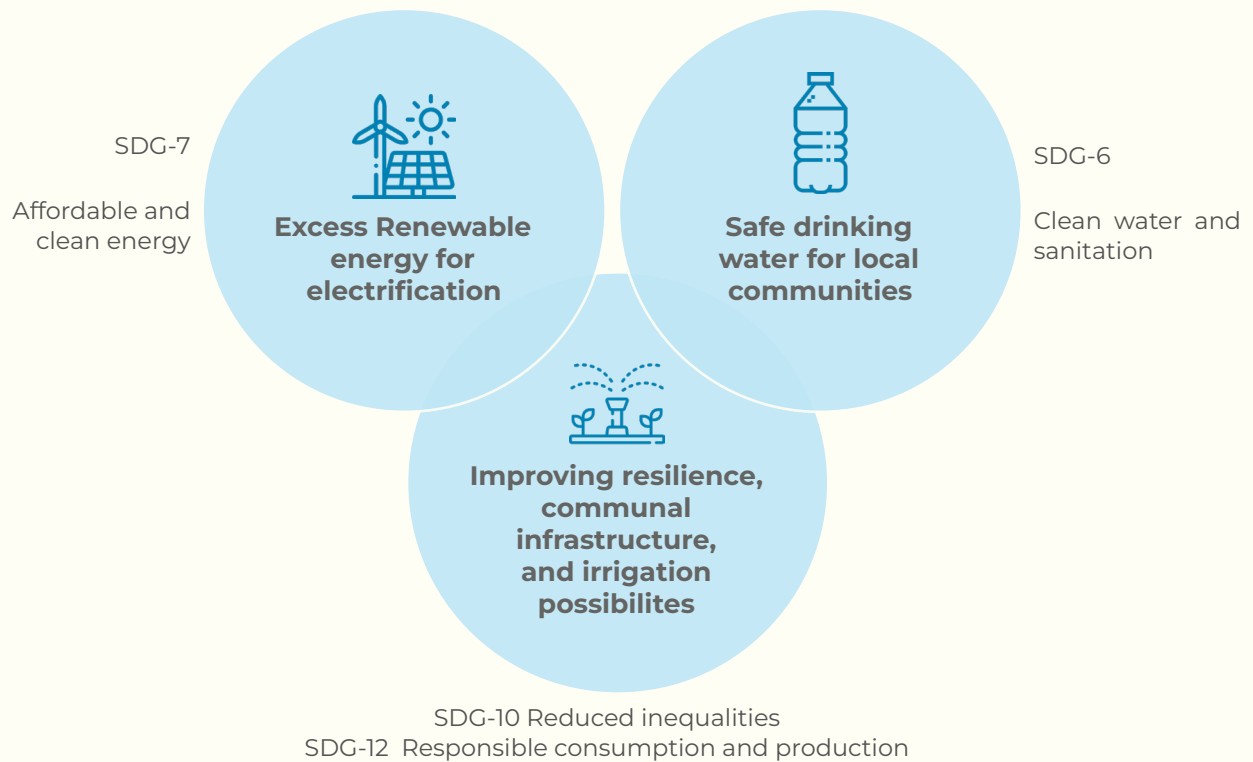 SDG-7
Affordable and
clean energy
Excess Renewable
energy for
electrification
Safe drinking
water for local
communities
SDG-6
Clean water and
sanitation
Improving resilience,
communal
infrastructure,
and irrigation
possibilites
SDG-10 Reduced inequalities
SDG-12 Responsible consumption and production